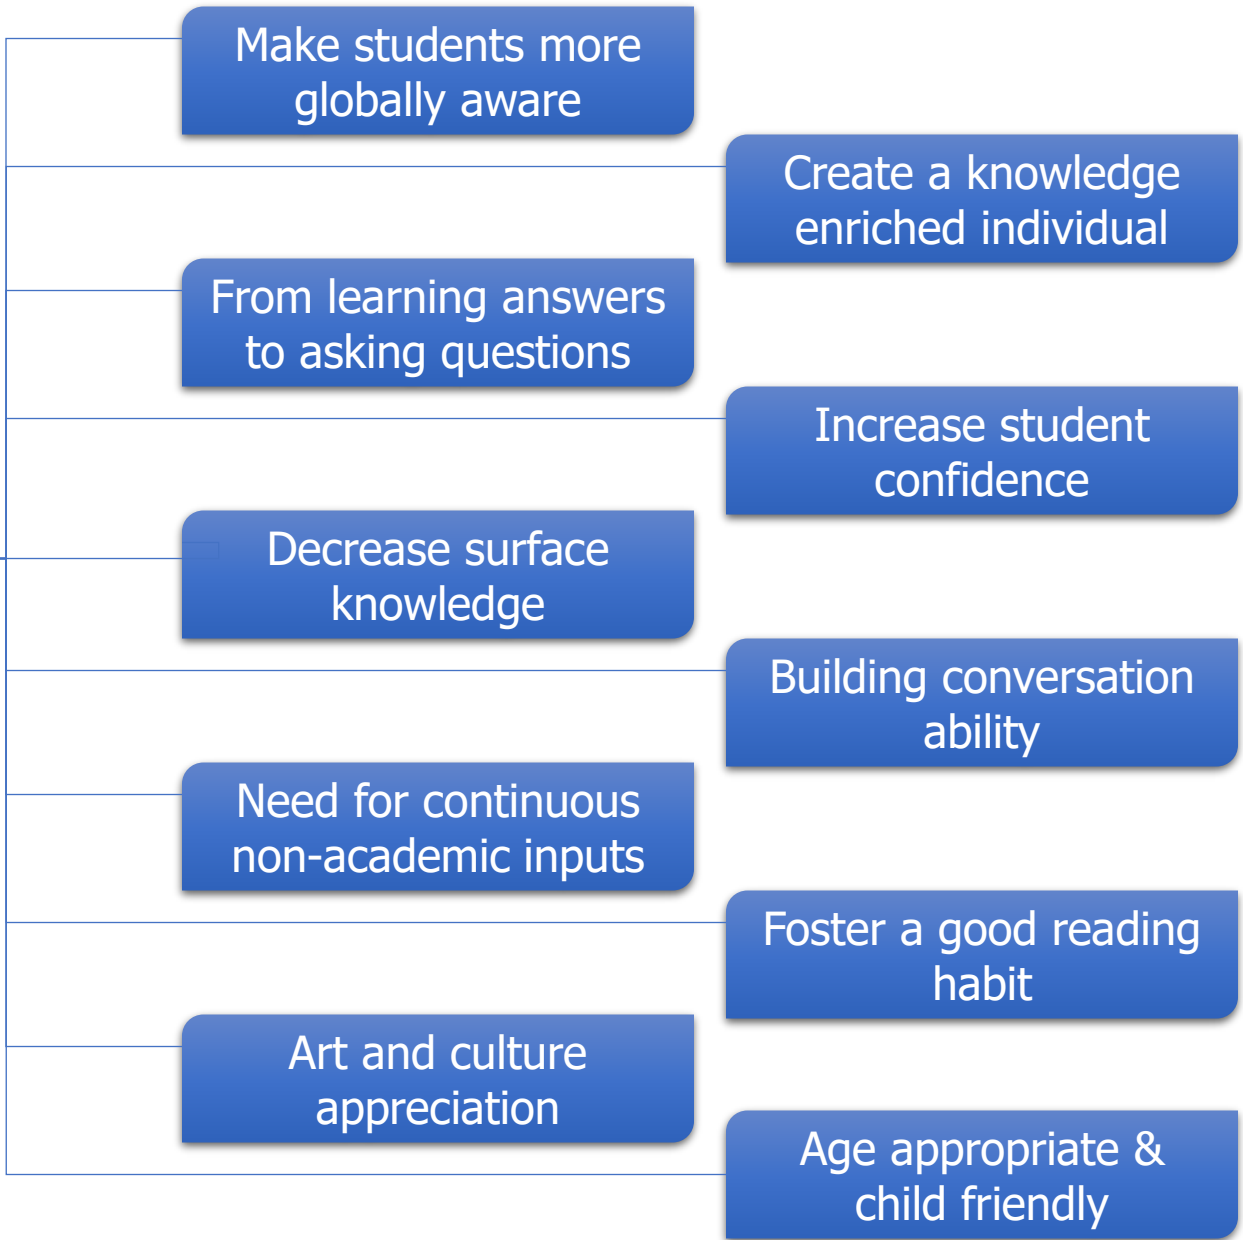 Make students more
globally aware
Create a knowledge
enriched individual
From learning answers
to asking questions
Increase student
confidence
Decrease surface
knowledge
Building conversation
ability
Need for continuous
non-academic inputs
Foster a good reading
habit
Art and culture
appreciation
Age appropriate &
child friendly